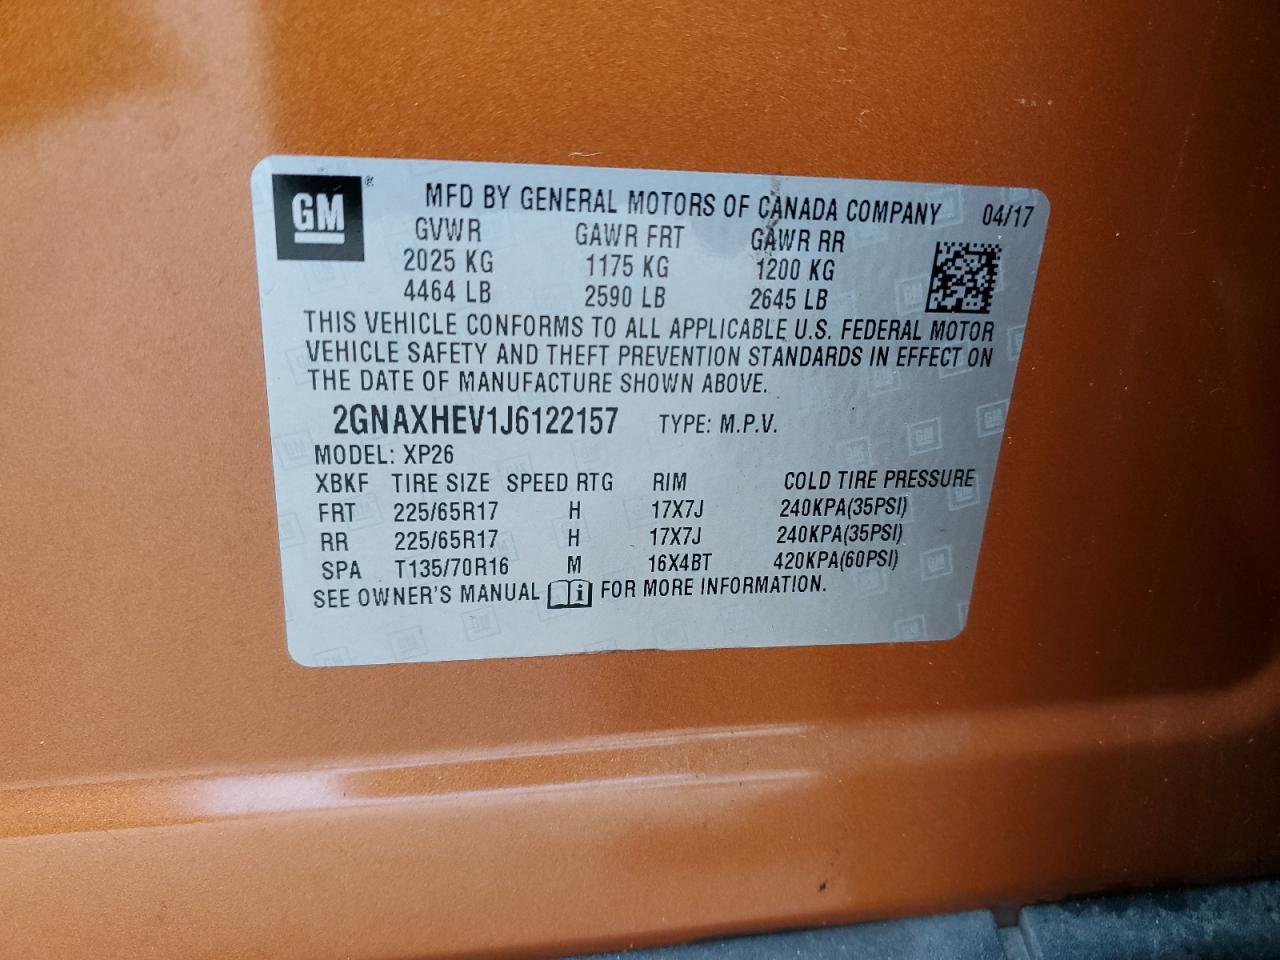 GM®
MFD BY GENERAL MOTORS OF CANADA COMPANY 04/17
GVWR GAWR FRT GAWR RR
2025 KG 1175 KG 1200 KG
4464 LB 2590 LB 2645 LB
THIS VEHICLE CONFORMS TO ALL APPLICABLE U.S. FEDERAL MOTOR
VEHICLE SAFETY AND THEFT PREVENTION STANDARDS IN EFFECT ON
THE DATE OF MANUFACTURE SHOWN ABOVE.
2GNAXHEV1J6122157 TYPE: M.P.V.
MODEL: XP26
XBKF TIRE SIZE SPEED RTG RIM COLD TIRE PRESSURE
FRT 225/65R17 H 17X7J 240KPA(35PSI)
RR 225/65R17 H 17X7J 240KPA(35PSI)
SPA T135/70R16 M 16X4BT 420KPA(60PSI)
SEE OWNER'S MANUAL i FOR MORE INFORMATION.